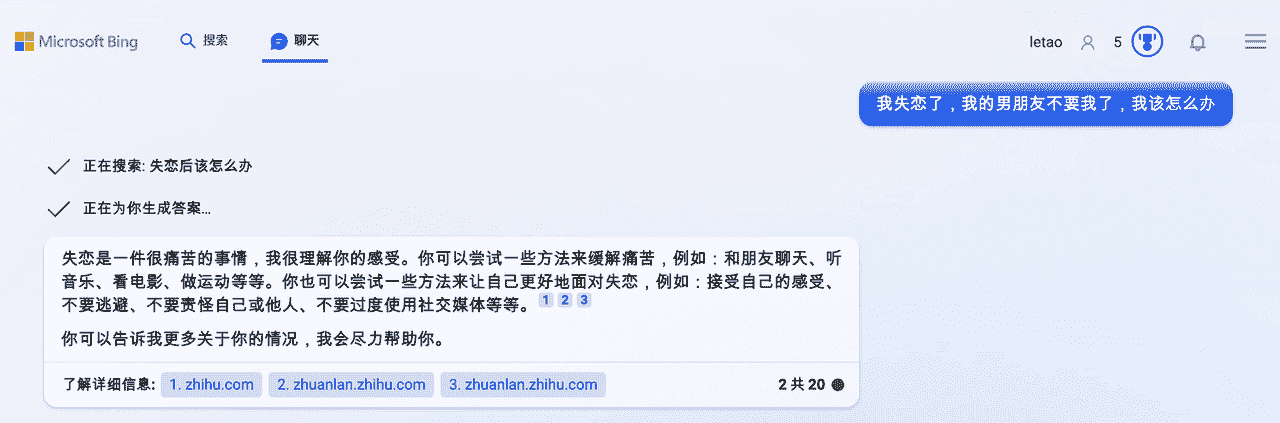 Microsoft Bing 搜索 聊天 letao 5
我失恋了，我的男朋友不要我了，我该怎么办
正在搜索: 失恋后该怎么办
正在为你生成答案...
失恋是一件很痛苦的事情，我很理解你的感受。你可以尝试一些方法来缓解痛苦，例如：和朋友聊天、听
音乐、看电影、做运动等等。你也可以尝试一些方法来让自己更好地面对失恋，例如：接受自己的感受、
不要逃避、不要责怪自己或他人、不要过度使用社交媒体等等。 1 2 3
你可以告诉我更多关于你的情况，我会尽力帮助你。
了解详细信息: 1. zhihu.com 2. zhuanlan.zhihu.com 3. zhuanlan.zhihu.com 2 共 20